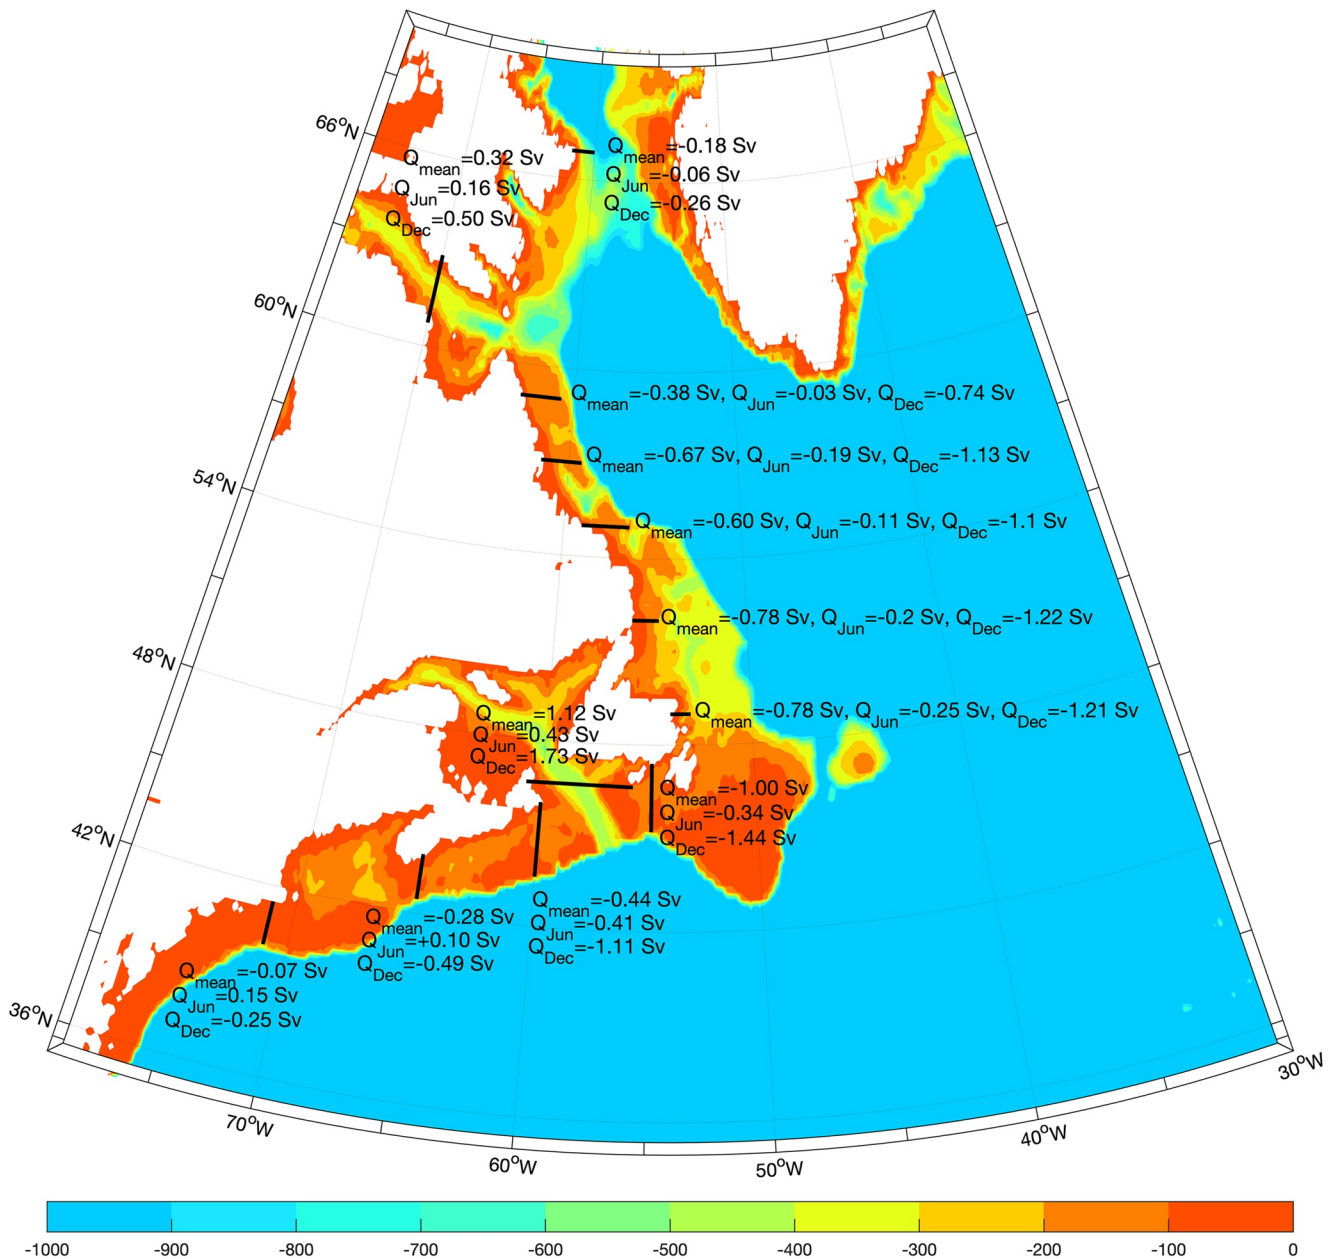 66°N
Q_mean=0.32 Sv
Q_Jun=0.16 Sv
Q_Dec=0.50 Sv
Q_mean=-0.18 Sv
Q_Jun=-0.06 Sv
Q_Dec=-0.26 Sv
60°N
Q_mean=-0.38 Sv, Q_Jun=-0.03 Sv, Q_Dec=-0.74 Sv
Q_mean=-0.67 Sv, Q_Jun=-0.19 Sv, Q_Dec=-1.13 Sv
54°N
Q_mean=-0.60 Sv, Q_Jun=-0.11 Sv, Q_Dec=-1.1 Sv
Q_mean=-0.78 Sv, Q_Jun=-0.2 Sv, Q_Dec=-1.22 Sv
48°N
Q_mean=-0.78 Sv, Q_Jun=-0.25 Sv, Q_Dec=-1.21 Sv
Q_mean=1.12 Sv
Q_Jun=0.43 Sv
Q_Dec=1.73 Sv
Q_mean=-1.00 Sv
Q_Jun=-0.34 Sv
Q_Dec=-1.44 Sv
42°N
Q_mean=-0.44 Sv
Q_Jun=-0.41 Sv
Q_Dec=-1.11 Sv
Q_mean=-0.28 Sv
Q_Jun=+0.10 Sv
Q_Dec=-0.49 Sv
Q_mean=-0.07 Sv
Q_Jun=0.15 Sv
Q_Dec=-0.25 Sv
36°N
70°W
60°W
50°W
40°W
30°W
-1000 -900 -800 -700 -600 -500 -400 -300 -200 -100 0